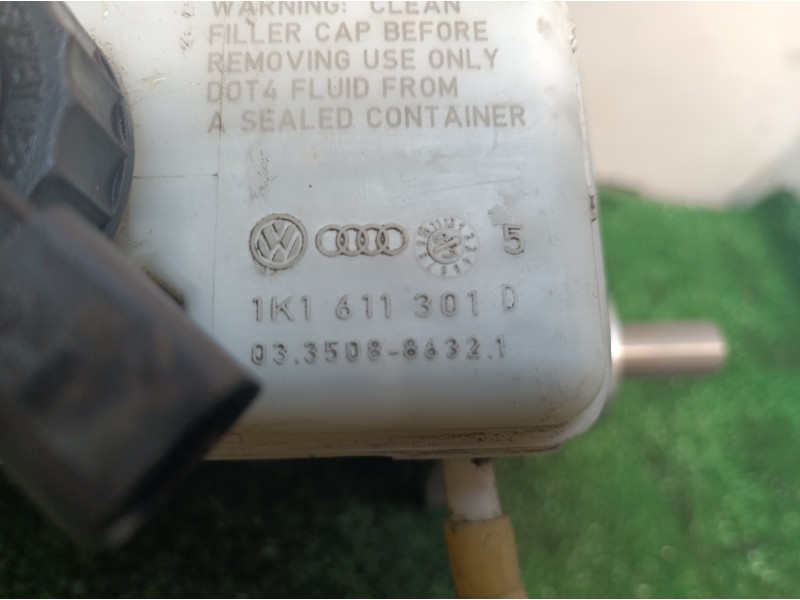 WARNING: CLEAN
FILLER CAP BEFORE
REMOVING USE ONLY
DOT4 FLUID FROM
A SEALED CONTAINER
VW 5
1K1 611 301 D
03.3508-8632.1